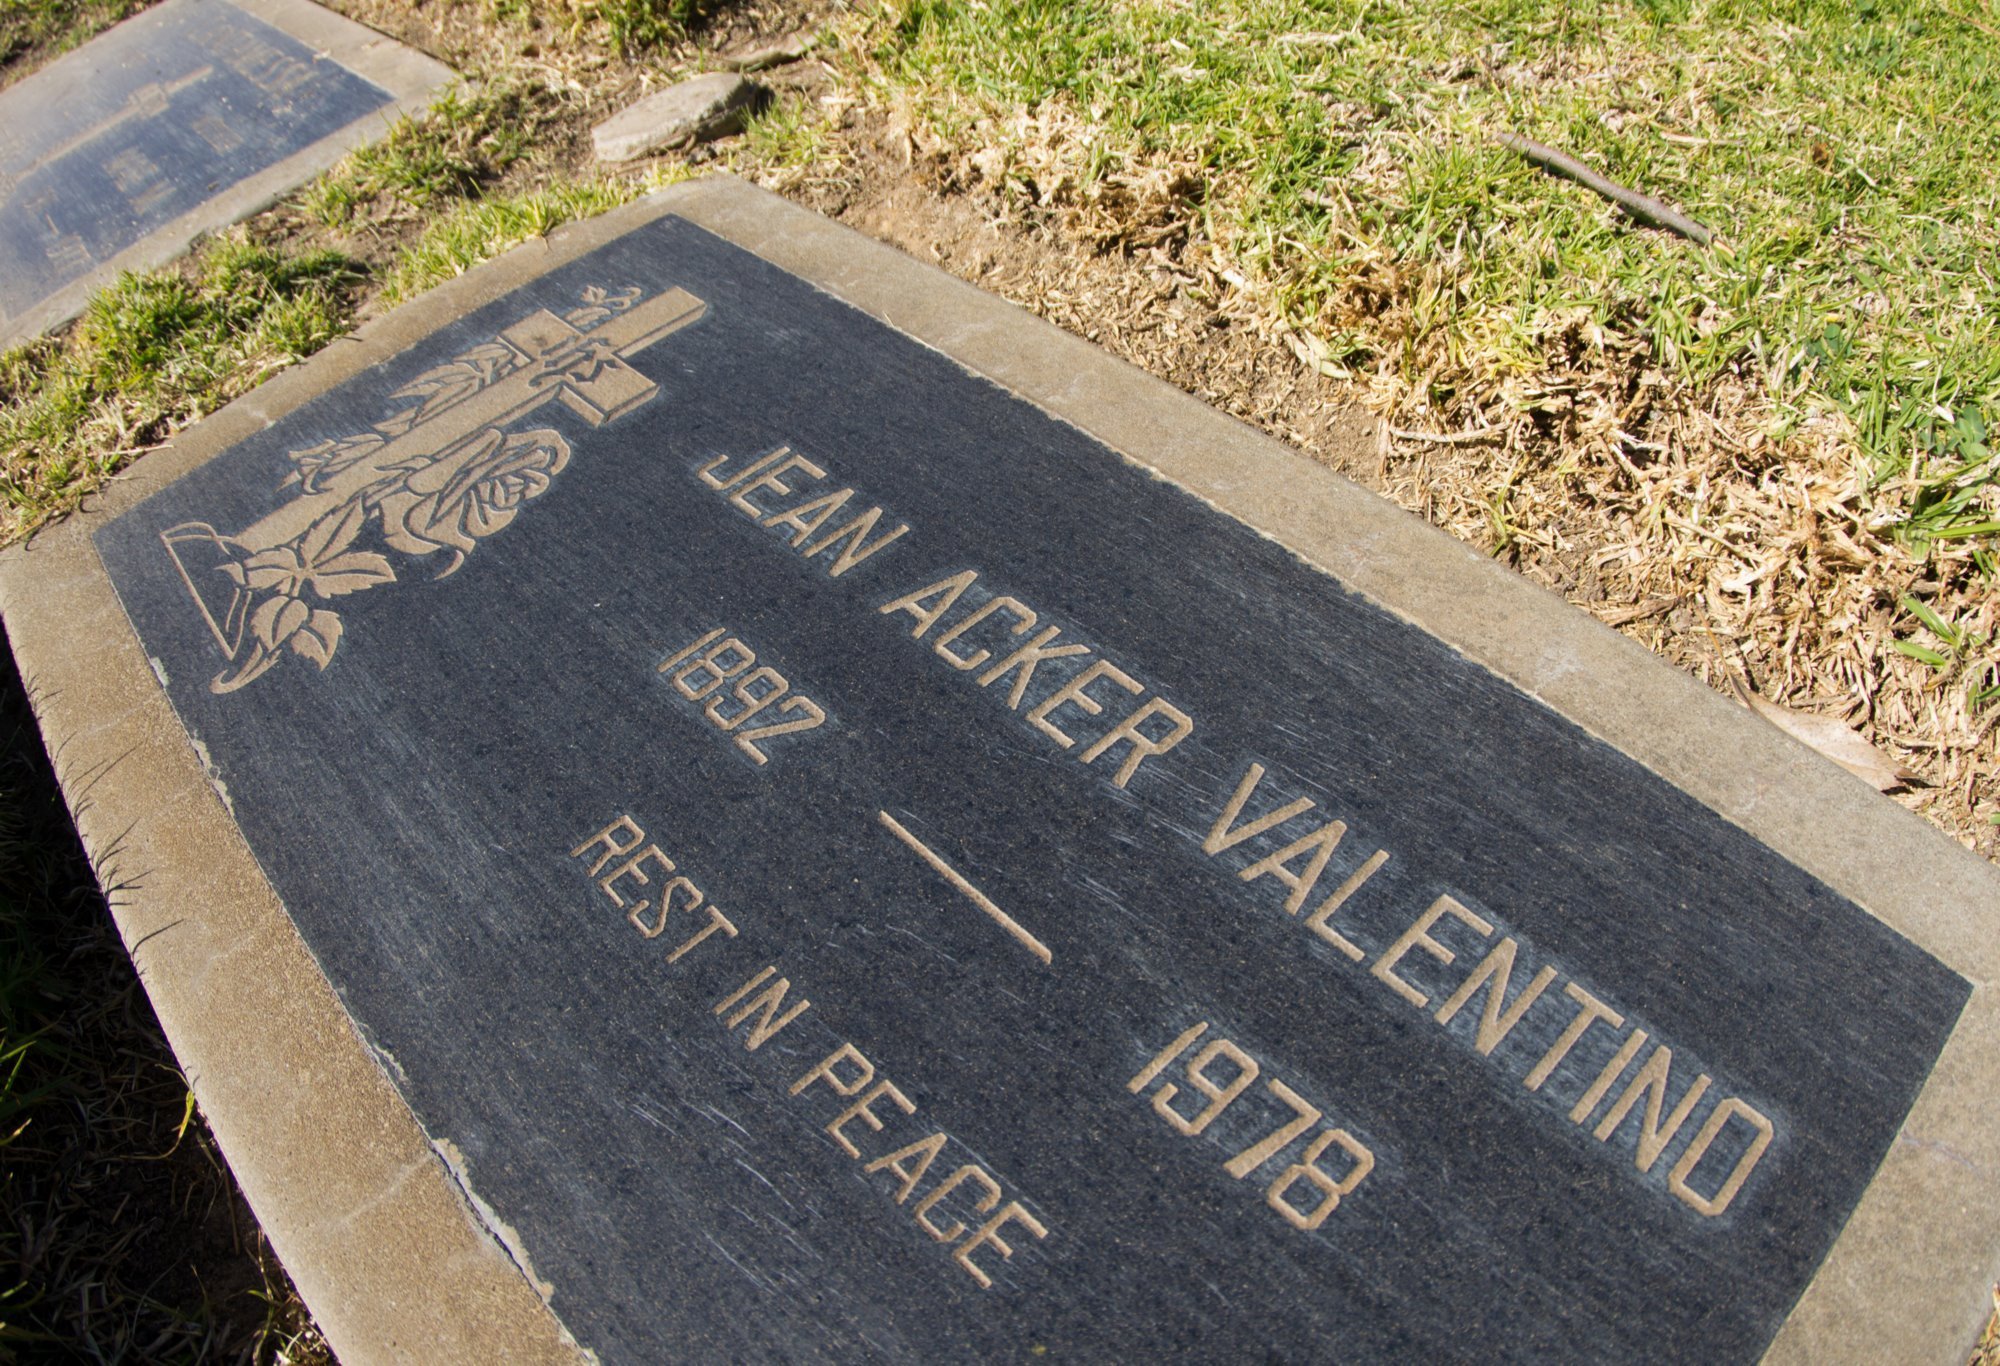 JEAN ACKER VALENTINO
1892 — 1978
REST IN PEACE